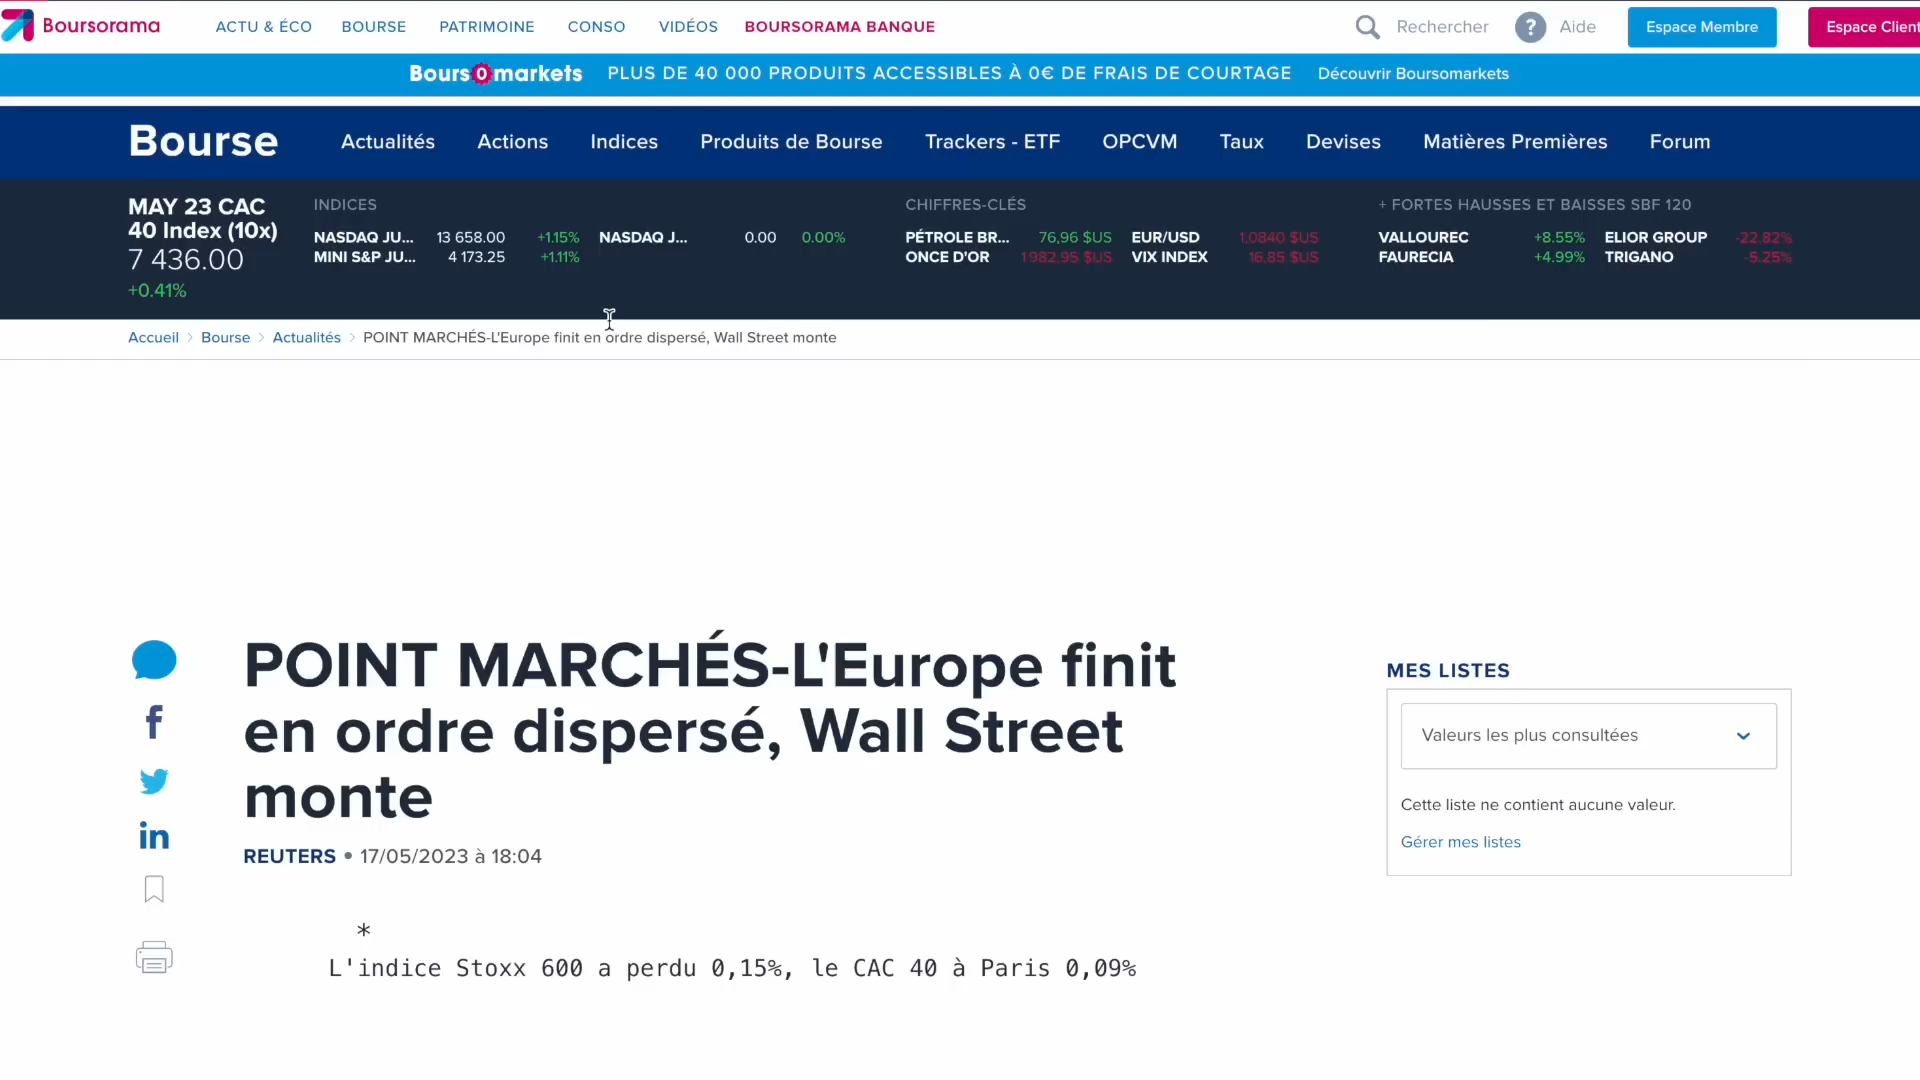 Boursorama
ACTU & ÉCO BOURSE PATRIMOINE CONSO VIDÉOS BOURSORAMA BANQUE
Rechercher ? Aide Espace Membre Espace Client
BoursOmarkets PLUS DE 40 000 PRODUITS ACCESSIBLES À 0€ DE FRAIS DE COURTAGE Découvrir Boursomarkets
Bourse Actualités Actions Indices Produits de Bourse Trackers - ETF OPCVM Taux Devises Matières Premières Forum
MAY 23 CAC
40 Index (10x)
7 436.00
+0.41%
INDICES
NASDAQ JU... 13 658.00 +1.15% NASDAQ J... 0.00 0.00%
MINI S&P JU... 4 173.25 +1.11%
CHIFFRES-CLÉS
PÉTROLE BR... 76,96 $US EUR/USD 1,0840 $US
ONCE D'OR 1 982,95 $US VIX INDEX 16,85 $US
+ FORTES HAUSSES ET BAISSES SBF 120
VALLOUREC +8.55% ELIOR GROUP -22.82%
FAURECIA +4.99% TRIGANO -5.25%
Accueil > Bourse > Actualités > POINT MARCHÉS-L'Europe finit en ordre dispersé, Wall Street monte
POINT MARCHÉS-L'Europe finit
en ordre dispersé, Wall Street
monte
REUTERS • 17/05/2023 à 18:04
*
L'indice Stoxx 600 a perdu 0,15%, le CAC 40 à Paris 0,09%
MES LISTES
Valeurs les plus consultées
Cette liste ne contient aucune valeur.
Gérer mes listes